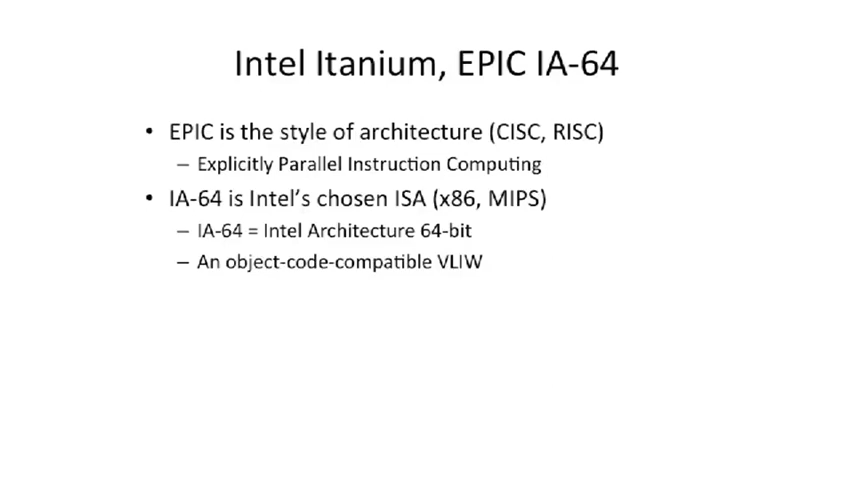 Intel Itanium, EPIC IA-64
• EPIC is the style of architecture (CISC, RISC)
– Explicitly Parallel Instruction Computing
• IA-64 is Intel's chosen ISA (x86, MIPS)
– IA-64 = Intel Architecture 64-bit
– An object-code-compatible VLIW